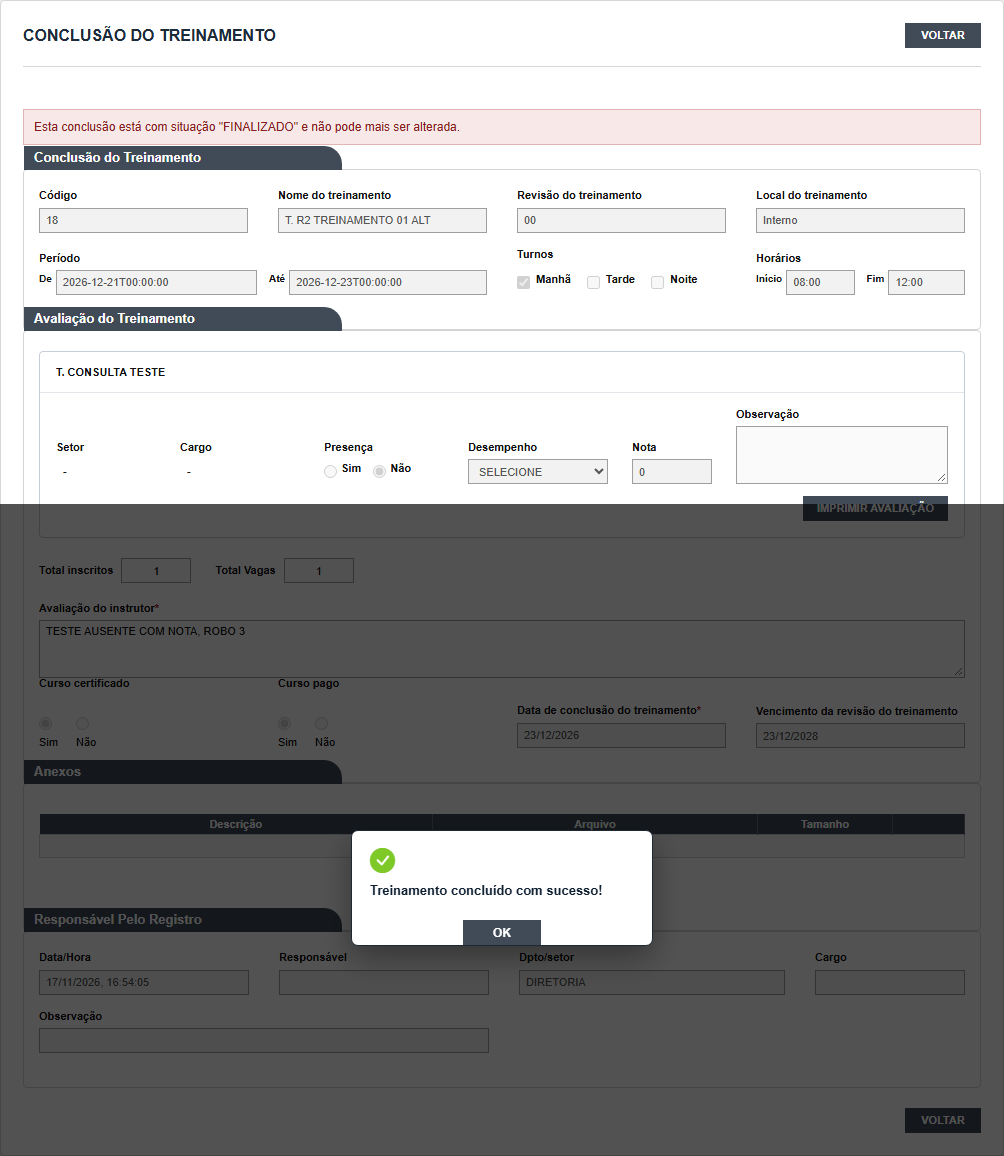 CONCLUSÃO DO TREINAMENTO
VOLTAR
Esta conclusão está com situação "FINALIZADO" e não pode mais ser alterada.
Conclusão do Treinamento
Código Nome do treinamento Revisão do treinamento Local do treinamento
18 T. R2 TREINAMENTO 01 ALT 00 Interno
Período Turnos Horários
De 2026-12-21T00:00:00 Até 2026-12-23T00:00:00 Manhã Tarde Noite Início 08:00 Fim 12:00
Avaliação do Treinamento
T. CONSULTA TESTE
Observação
Setor Cargo Presença Desempenho Nota
- - Sim Não SELECIONE 0
IMPRIMIR AVALIAÇÃO
Total inscritos 1 Total Vagas 1
Avaliação do instrutor*
TESTE AUSENTE COM NOTA, ROBO 3
Curso certificado Curso pago
Data de conclusão do treinamento* Vencimento da revisão do treinamento
23/12/2026 23/12/2028
Sim Não Sim Não
Anexos
Descrição Arquivo Tamanho
Treinamento concluído com sucesso!
OK
Responsável Pelo Registro
Data/Hora Responsável Dpto/setor Cargo
17/11/2026, 16:54:05 DIRETORIA
Observação
VOLTAR